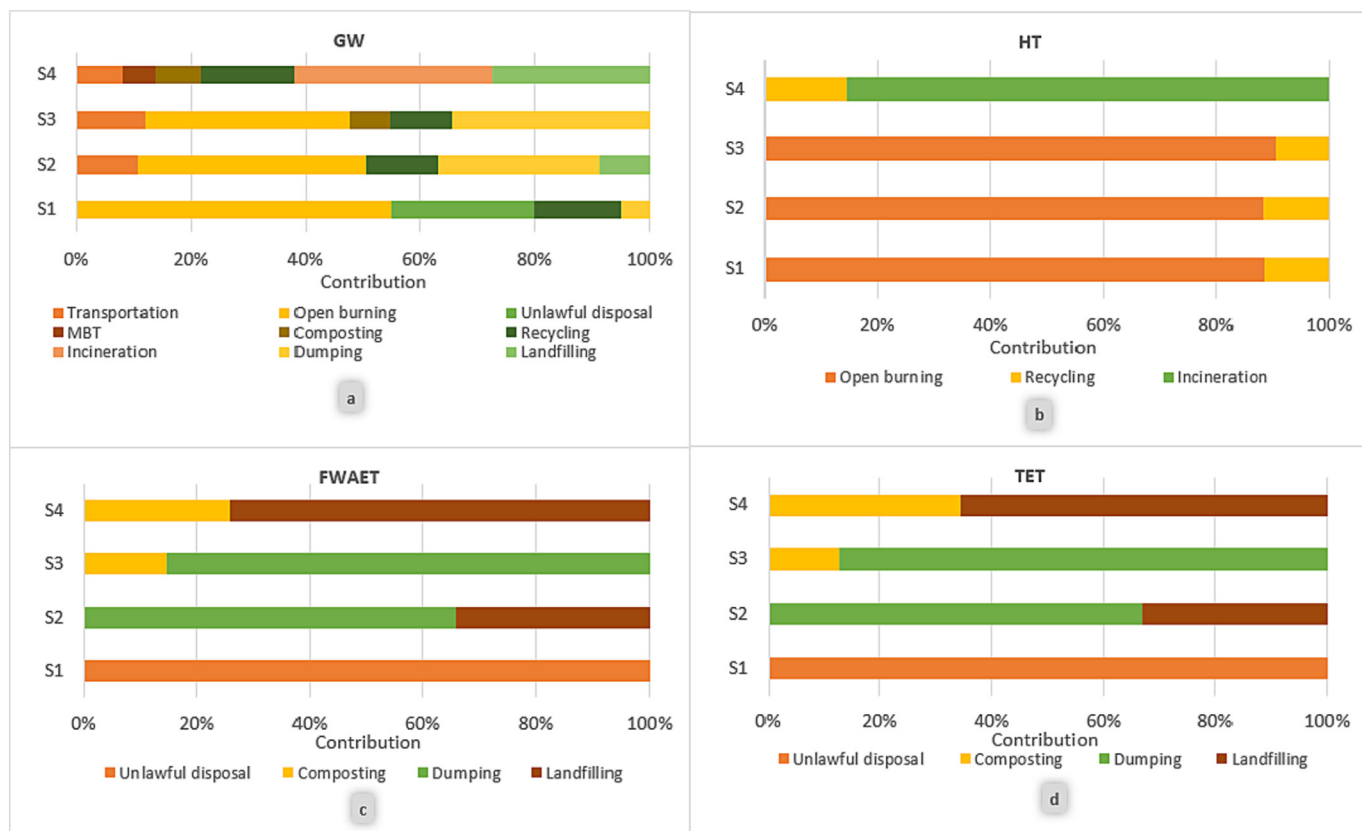 GW
S4
S3
S2
S1
0% 20% 40% 60% 80% 100%
Contribution
Transportation Open burning Unlawful disposal
MBT Composting Recycling
Incineration Dumping Landfilling
a
HT
S4
S3
S2
S1
0% 20% 40% 60% 80% 100%
Contribution
Open burning Recycling Incineration
b
FWAET
S4
S3
S2
S1
0% 20% 40% 60% 80% 100%
Contribution
Unlawful disposal Composting Dumping Landfilling
c
TET
S4
S3
S2
S1
0% 20% 40% 60% 80% 100%
Contribution
Unlawful disposal Composting Dumping Landfilling
d